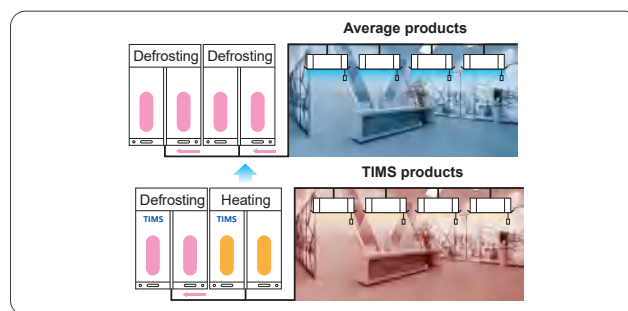 Average products
Defrosting Defrosting
TIMS products
Defrosting Heating
TIMS TIMS